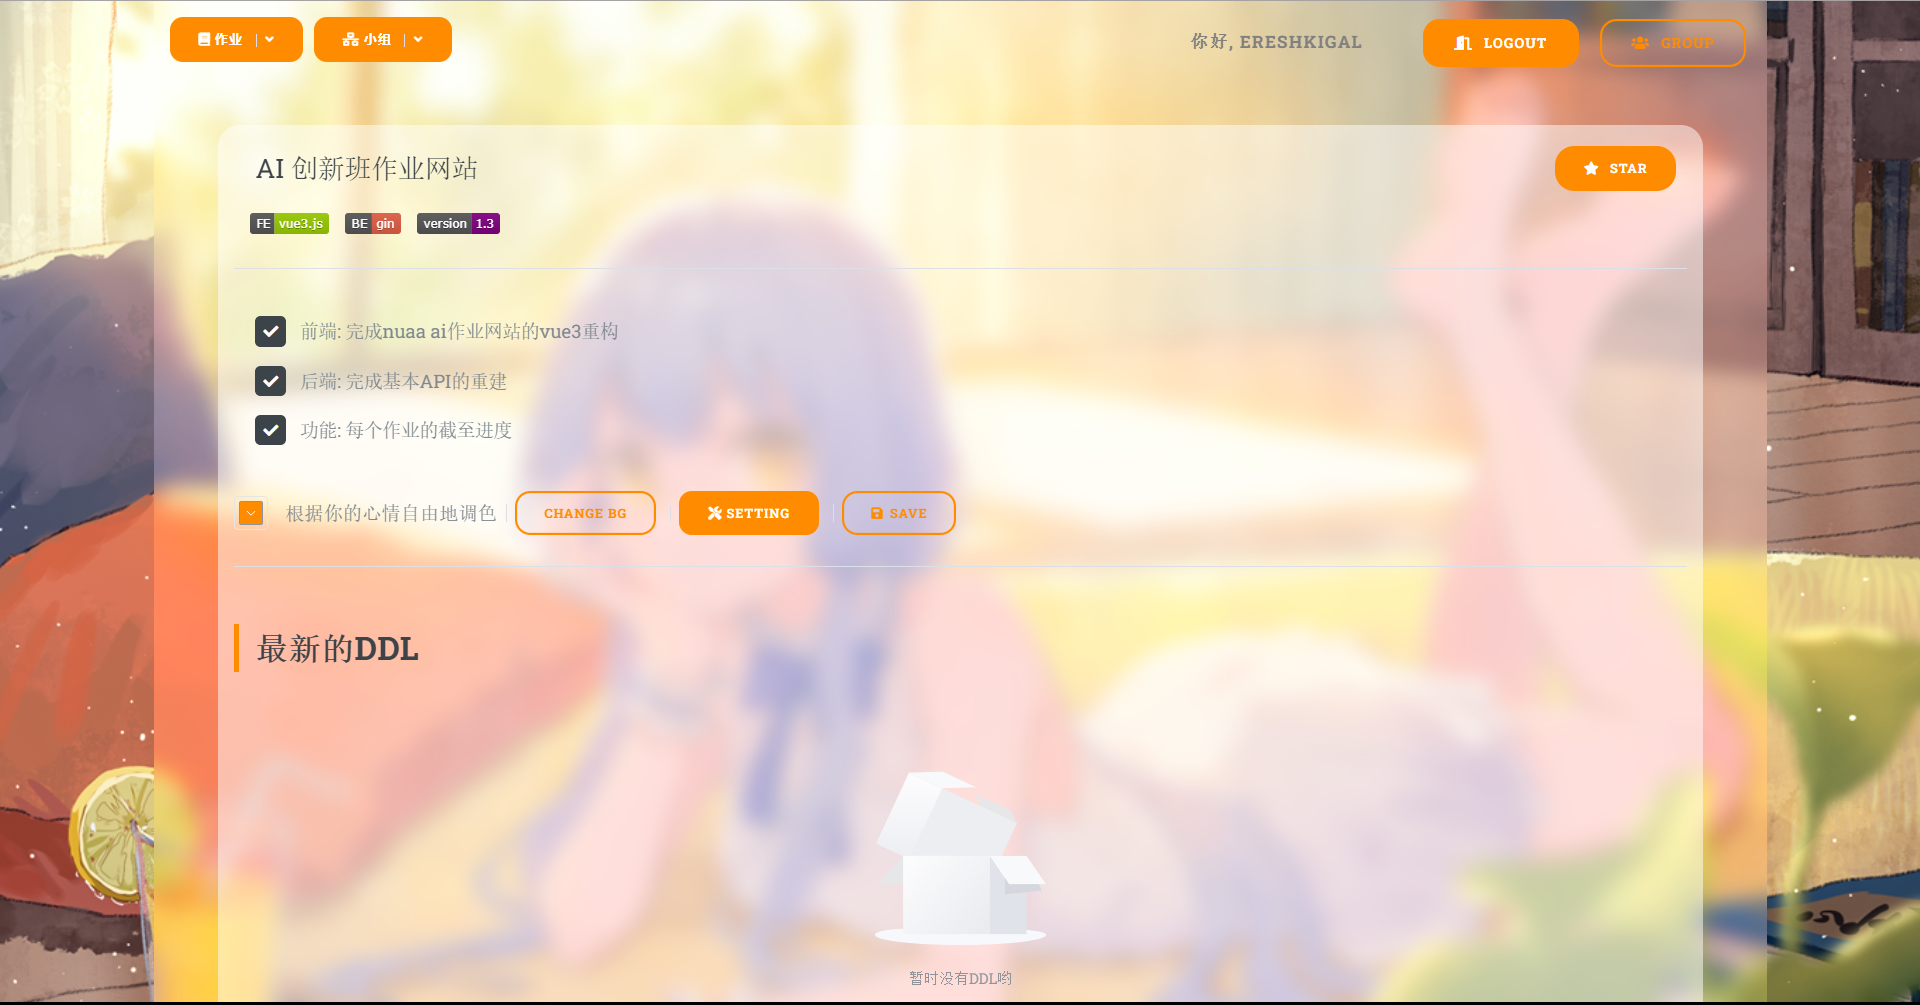 作业
小组
你好, ERESHKIGAL
LOGOUT
GROUP
AI 创新班作业网站
STAR
FE vue3.js
BE gin
version 1.3
前端: 完成nuaa ai作业网站的vue3重构
后端: 完成基本API的重建
功能: 每个作业的截至进度
根据你的心情自由地调色
CHANGE BG
SETTING
SAVE
最新的DDL
暂时没有DDL哟